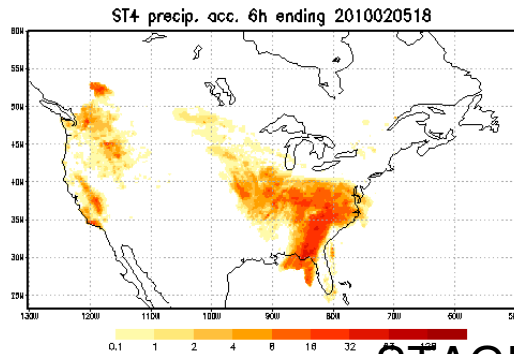 ST4 precip. acc. 6h ending 2010020518
60N
55N
50N
45N
40N
35N
30N
25N
130W 120W 110W 100W 90W 80W 70W 60W
0.1 1 2 4 8 16 32 128